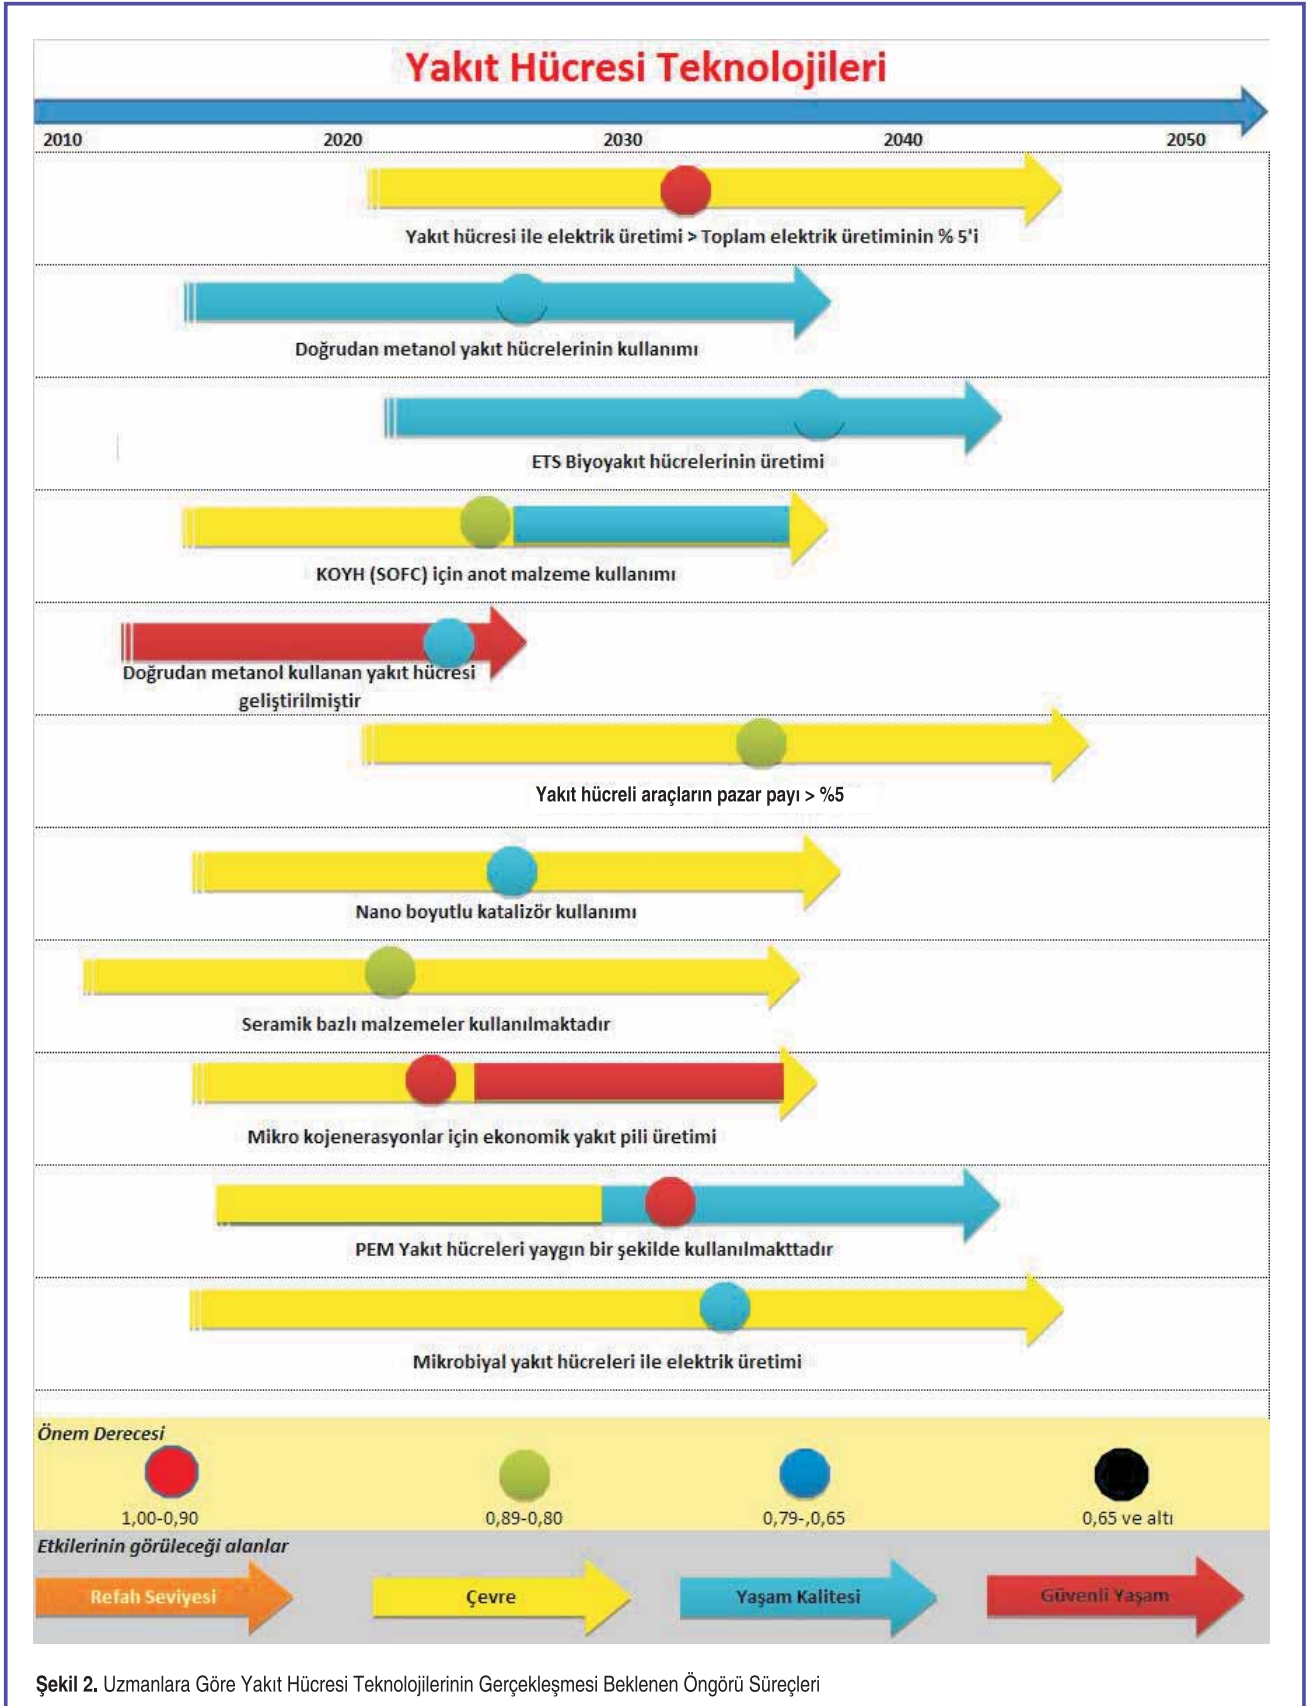 Yakıt Hücresi Teknolojileri
2010 2020 2030 2040 2050
Yakıt hücresi ile elektrik üretimi > Toplam elektrik üretiminin % 5'i
Doğrudan metanol yakıt hücrelerinin kullanımı
ETS Biyoyakıt hücrelerinin üretimi
KOYH (SOFC) için anot malzeme kullanımı
Doğrudan metanol kullanan yakıt hücresi
geliştirilmiştir
Yakıt hücreli araçların pazar payı > %5
Nano boyutlu katalizör kullanımı
Seramik bazlı malzemeler kullanılmaktadır
Mikro kojenerasyonlar için ekonomik yakıt pili üretimi
PEM Yakıt hücreleri yaygın bir şekilde kullanılmakttadır
Mikrobiyal yakıt hücreleri ile elektrik üretimi
Önem Derecesi
1,00-0,90 0,89-0,80 0,79-,0,65 0,65 ve altı
Etkilerinin görüleceği alanlar
Refah Seviyesi Çevre Yaşam Kalitesi Güvenli Yaşam
Şekil 2. Uzmanlara Göre Yakıt Hücresi Teknolojilerinin Gerçekleşmesi Beklenen Öngörü Süreçleri